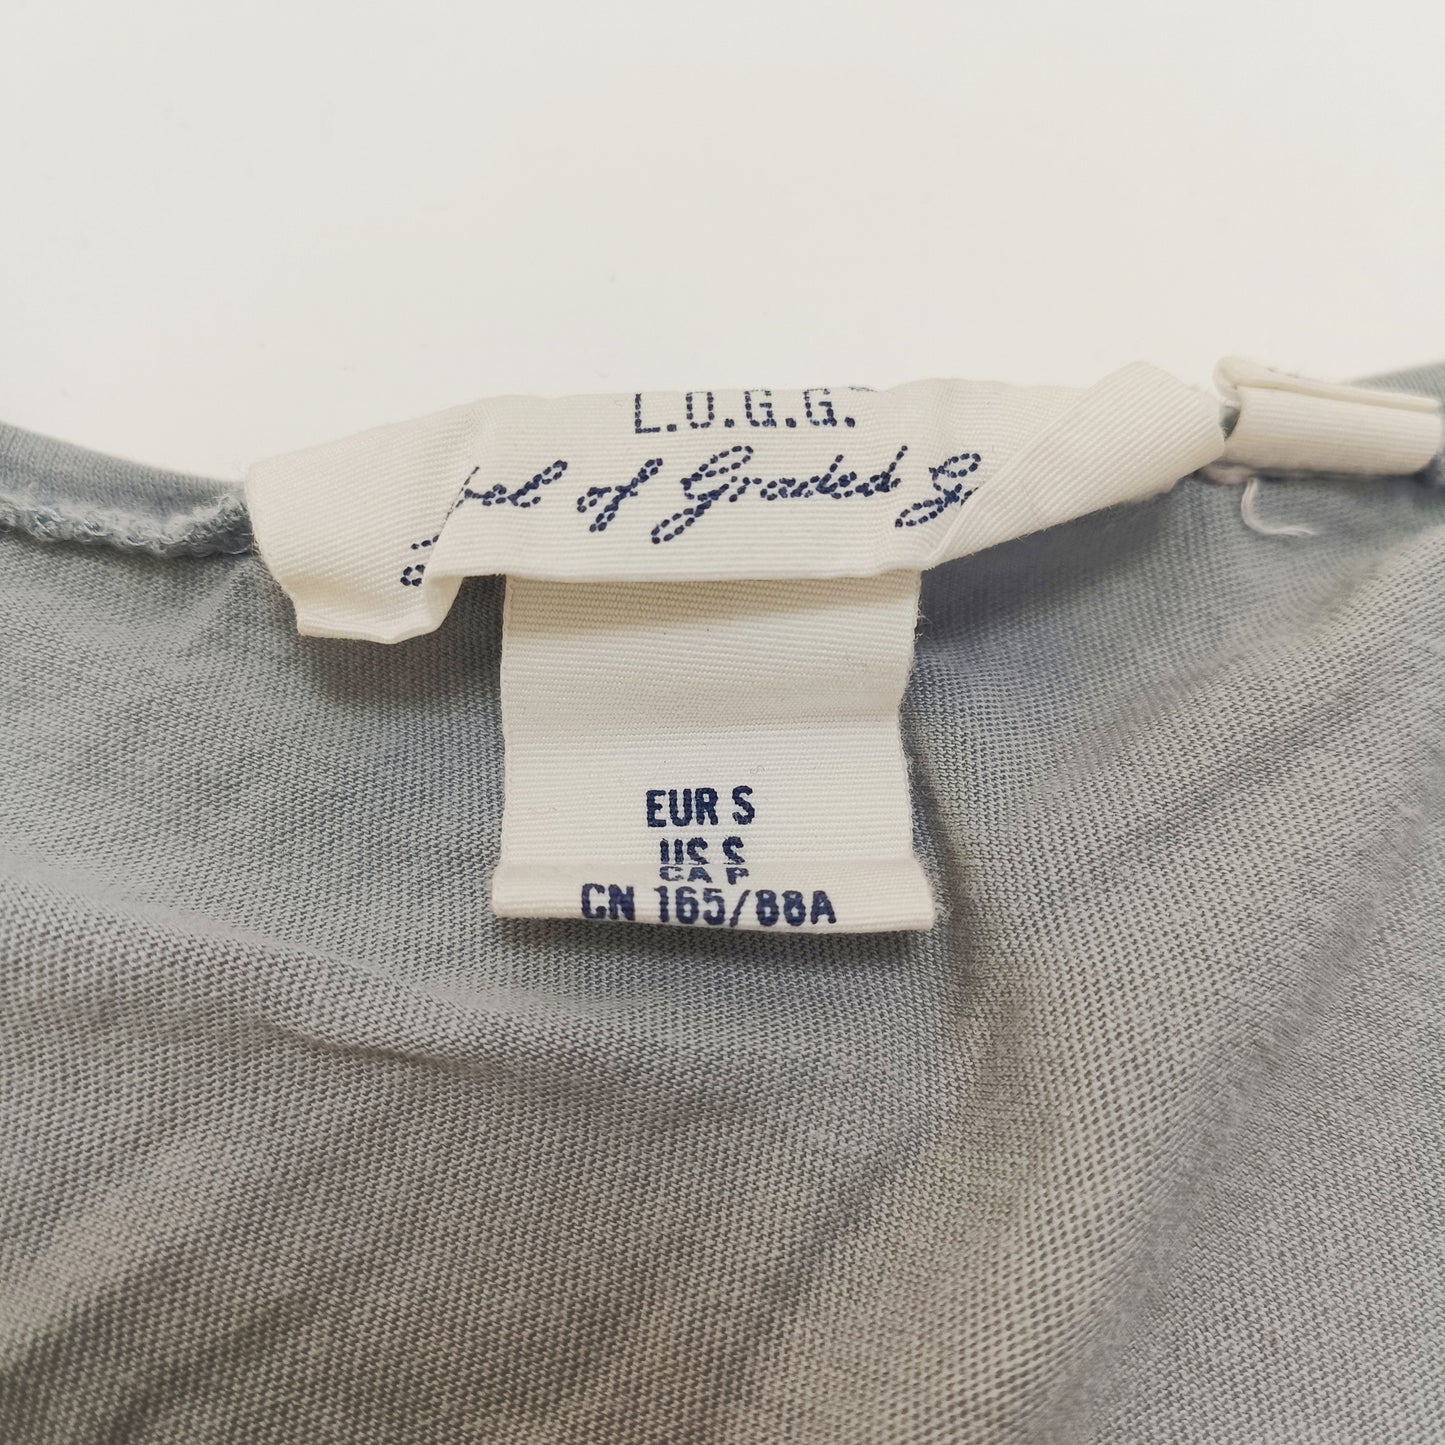 L.O.G.G.
of Graded
EUR S
US S
CA P
CN 165/88A